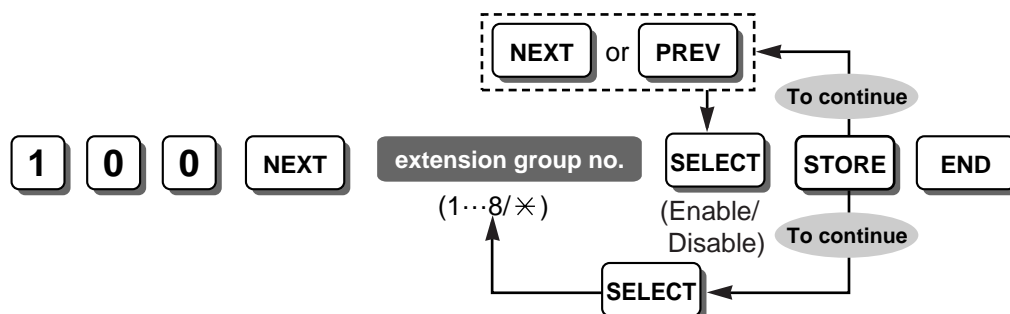 NEXT or PREV
To continue
1 0 0 NEXT extension group no. SELECT STORE END
(1···8/✳)
(Enable/
Disable)
To continue
SELECT